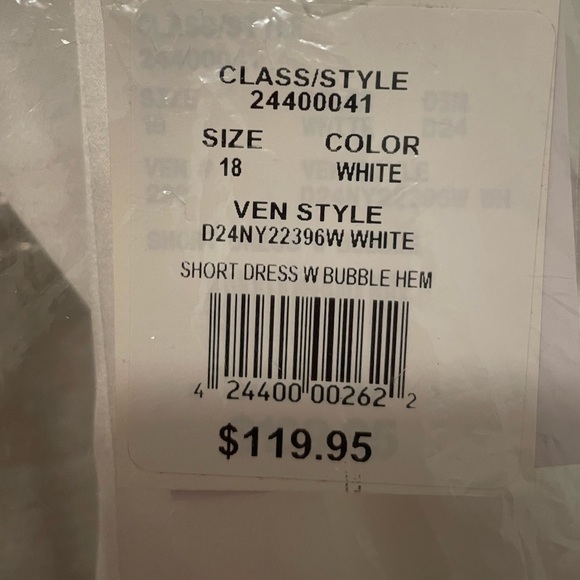 CLASS/STYLE
24400041
SIZE COLOR
18 WHITE
VEN STYLE
D24NY22396W WHITE
SHORT DRESS W BUBBLE HEM
4 24400 00262 2
$119.95